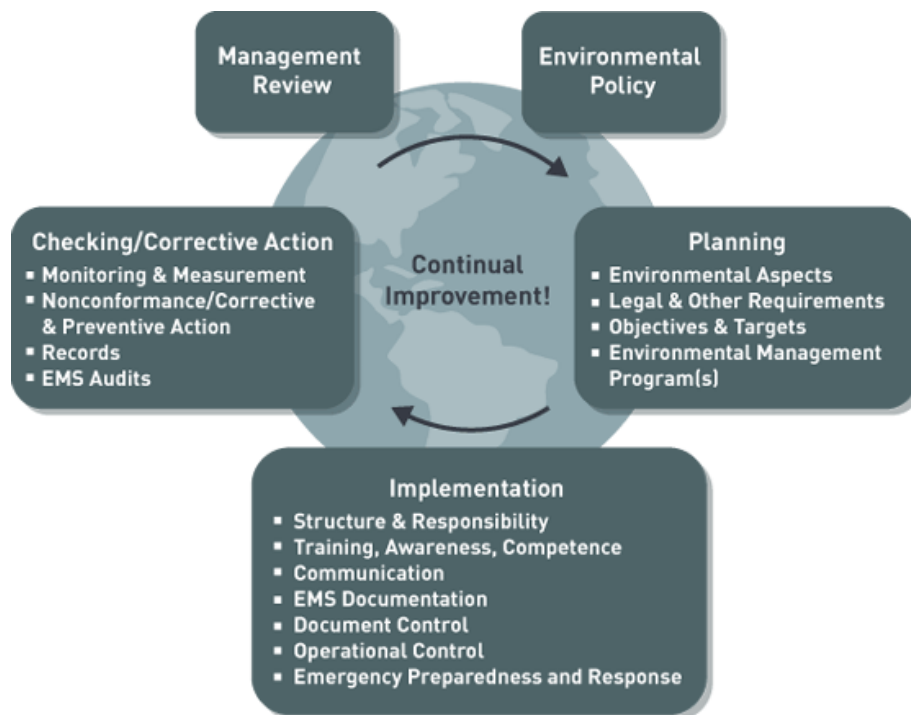 Management
Review
Environmental
Policy
Checking/Corrective Action
▪ Monitoring & Measurement
▪ Nonconformance/Corrective
& Preventive Action
▪ Records
▪ EMS Audits
Continual
Improvement!
Planning
▪ Environmental Aspects
▪ Legal & Other Requirements
▪ Objectives & Targets
▪ Environmental Management
Program(s)
Implementation
▪ Structure & Responsibility
▪ Training, Awareness, Competence
▪ Communication
▪ EMS Documentation
▪ Document Control
▪ Operational Control
▪ Emergency Preparedness and Response